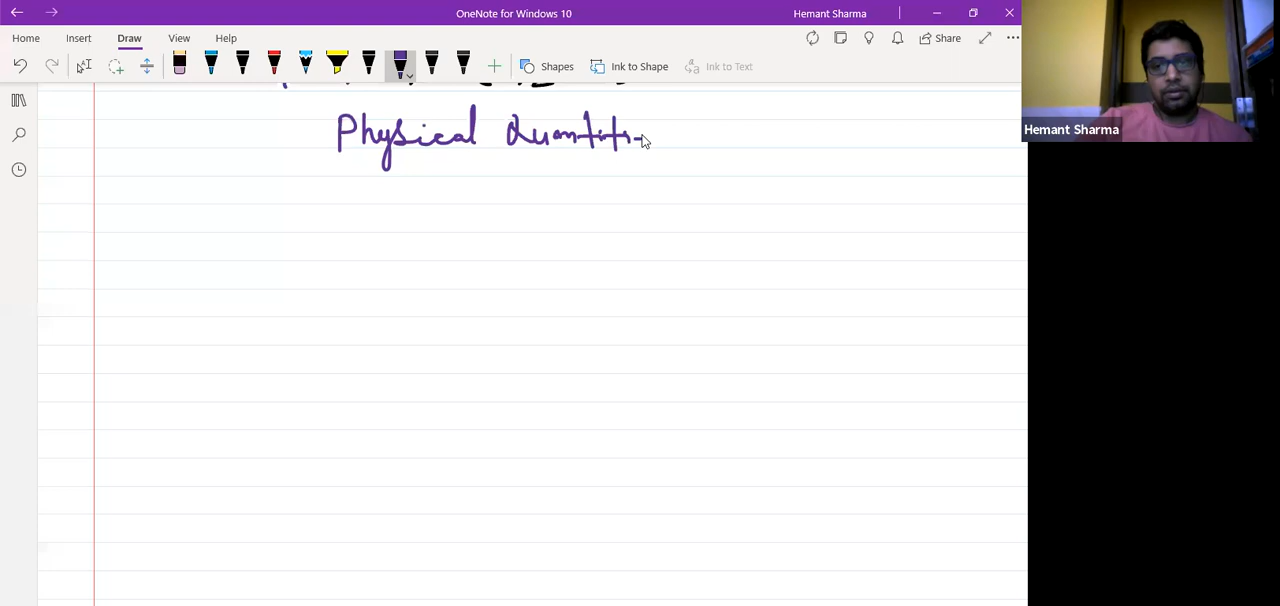 OneNote for Windows 10
Hemant Sharma
Home Insert Draw View Help
Share
Shapes Ink to Shape Ink to Text
Hemant Sharma
Physical